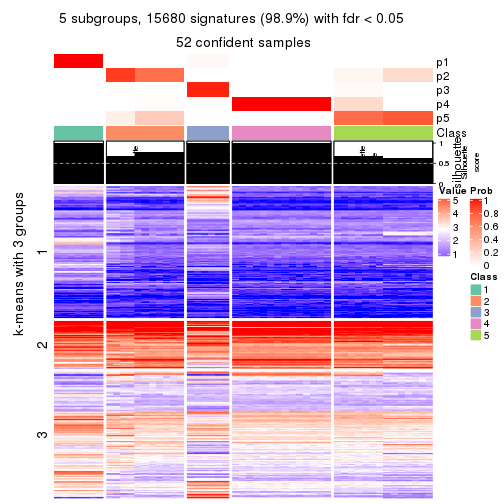 5 subgroups, 15680 signatures (98.9%) with fdr < 0.05
52 confident samples
p1
p2
p3
p4
p5
Class
1
0.5
0
silhouette
Silhouette
score
k-means with 3 groups
1
2
3
Value
5
4
3
2
1
Prob
1
0.8
0.6
0.4
0.2
0
Class
1
2
3
4
5